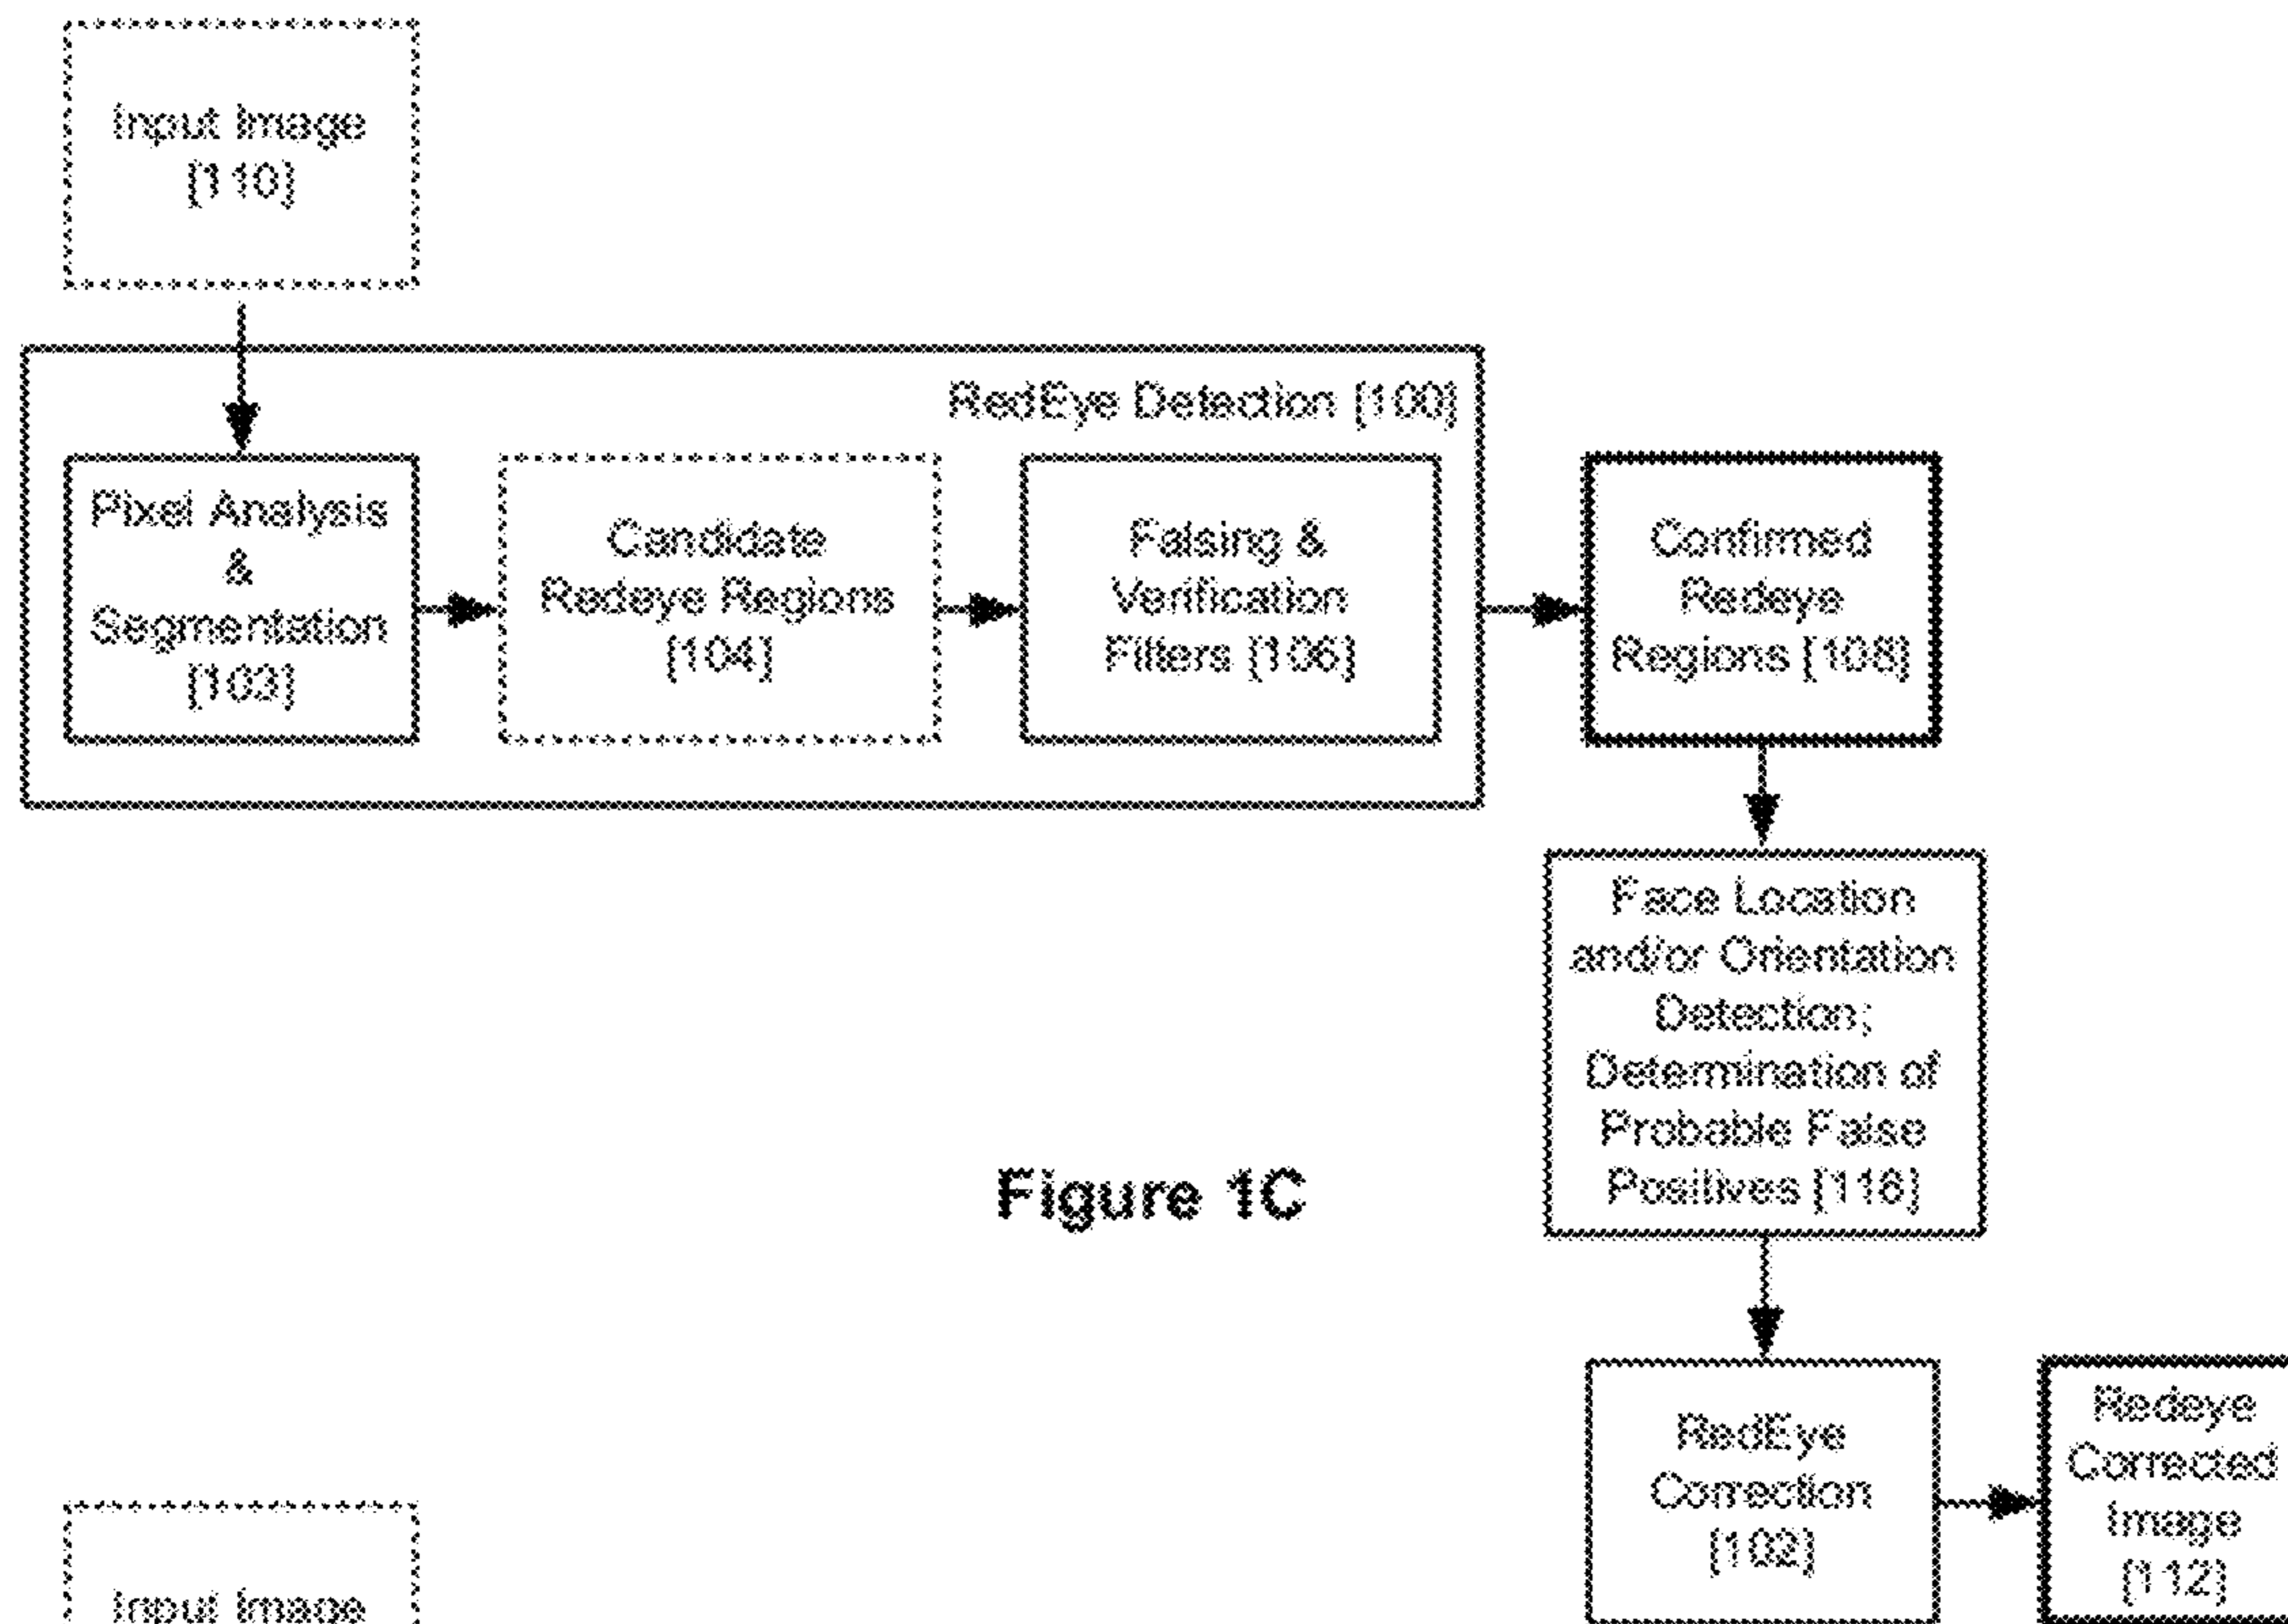 Input Image
[110]
RedEye Detection [100]
Pixel Analysis
&
Segmentation
[103]
Candidate
Redeye Regions
[104]
Falsing &
Verification
Filters [106]
Confirmed
Redeye
Regions [108]
Face Location
and/or Orientation
Detection;
Determination of
Probable False
Positives [118]
Figure 1C
RedEye
Correction
[102]
Redeye
Corrected
Image
[112]
Input Image